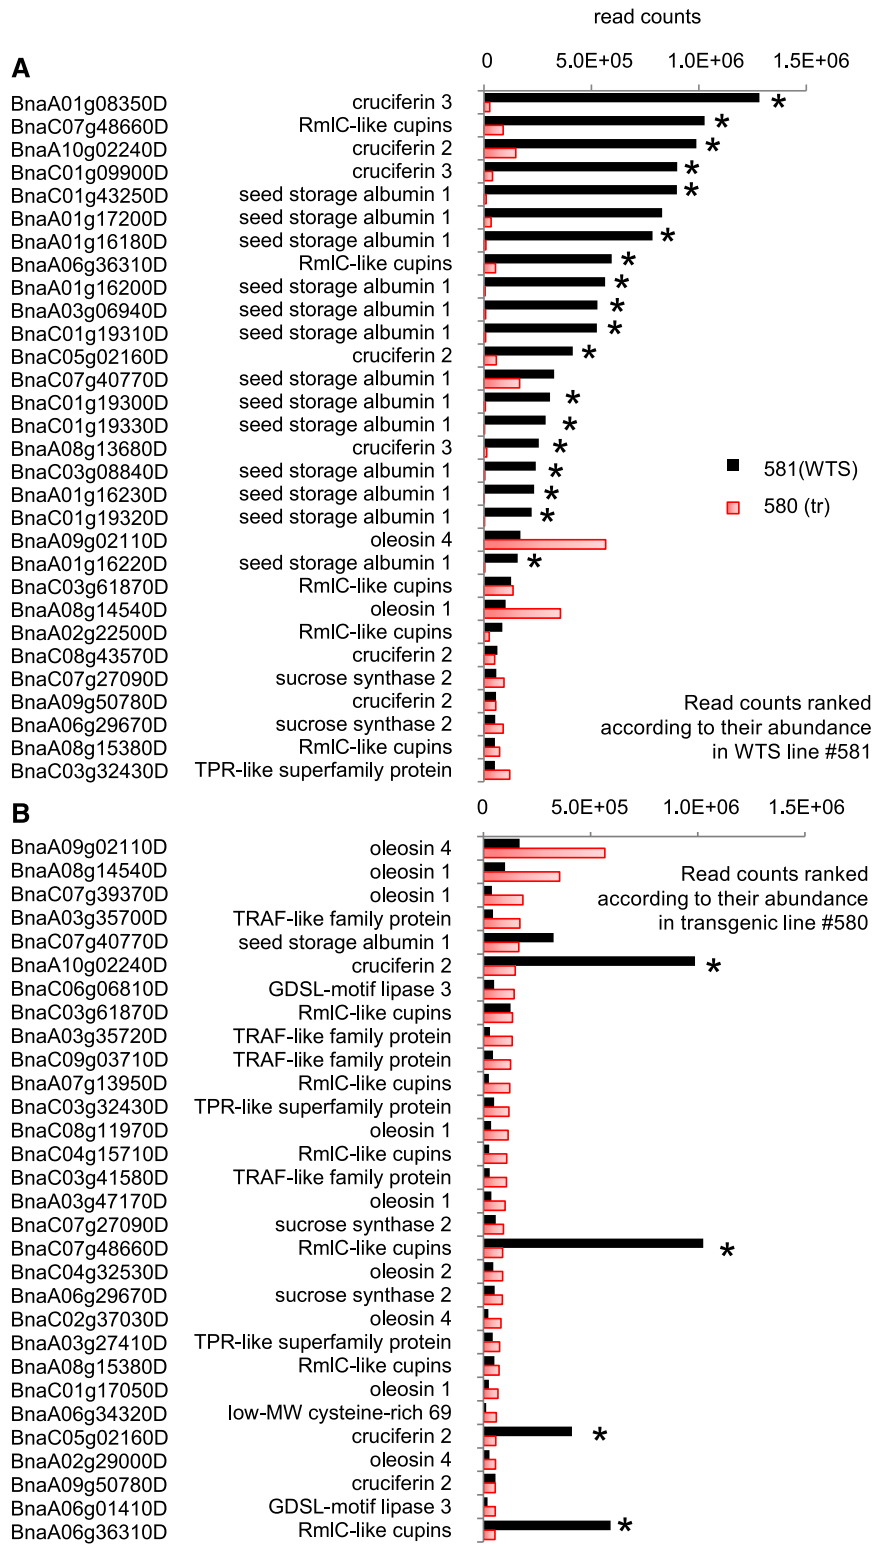 read counts
0 5.0E+05 1.0E+06 1.5E+06
A
BnaA01g08350D cruciferin 3 *
BnaC07g48660D RmlC-like cupins *
BnaA10g02240D cruciferin 2 *
BnaC01g09900D cruciferin 3 *
BnaC01g43250D seed storage albumin 1 *
BnaA01g17200D seed storage albumin 1
BnaA01g16180D seed storage albumin 1 *
BnaA06g36310D RmlC-like cupins *
BnaA01g16200D seed storage albumin 1 *
BnaA03g06940D seed storage albumin 1 *
BnaC01g19310D seed storage albumin 1 *
BnaC05g02160D cruciferin 2 *
BnaC07g40770D seed storage albumin 1
BnaC01g19300D seed storage albumin 1 *
BnaC01g19330D seed storage albumin 1 *
BnaA08g13680D cruciferin 3 *
BnaC03g08840D seed storage albumin 1 *
BnaA01g16230D seed storage albumin 1 *
BnaC01g19320D seed storage albumin 1 *
BnaA09g02110D oleosin 4
BnaA01g16220D seed storage albumin 1 *
BnaC03g61870D RmlC-like cupins
BnaA08g14540D oleosin 1
BnaA02g22500D RmlC-like cupins
BnaC08g43570D cruciferin 2
BnaC07g27090D sucrose synthase 2
BnaA09g50780D cruciferin 2
BnaA06g29670D sucrose synthase 2
BnaA08g15380D RmlC-like cupins
BnaC03g32430D TPR-like superfamily protein
581(WTS)
580 (tr)
Read counts ranked
according to their abundance
in WTS line #581
B
0 5.0E+05 1.0E+06 1.5E+06
BnaA09g02110D oleosin 4
BnaA08g14540D oleosin 1
BnaC07g39370D oleosin 1
BnaA03g35700D TRAF-like family protein
BnaC07g40770D seed storage albumin 1
BnaA10g02240D cruciferin 2 *
BnaC06g06810D GDSL-motif lipase 3
BnaC03g61870D RmlC-like cupins
BnaA03g35720D TRAF-like family protein
BnaC09g03710D TRAF-like family protein
BnaA07g13950D RmlC-like cupins
BnaC03g32430D TPR-like superfamily protein
BnaC08g11970D oleosin 1
BnaC04g15710D RmlC-like cupins
BnaC03g41580D TRAF-like family protein
BnaA03g47170D oleosin 1
BnaC07g27090D sucrose synthase 2
BnaC07g48660D RmlC-like cupins *
BnaC04g32530D oleosin 2
BnaA06g29670D sucrose synthase 2
BnaC02g37030D oleosin 4
BnaA03g27410D TPR-like superfamily protein
BnaA08g15380D RmlC-like cupins
BnaC01g17050D oleosin 1
BnaA06g34320D low-MW cysteine-rich 69
BnaC05g02160D cruciferin 2 *
BnaA02g29000D oleosin 4
BnaA09g50780D cruciferin 2
BnaA06g01410D GDSL-motif lipase 3
BnaA06g36310D RmlC-like cupins *
Read counts ranked
according to their abundance
in transgenic line #580